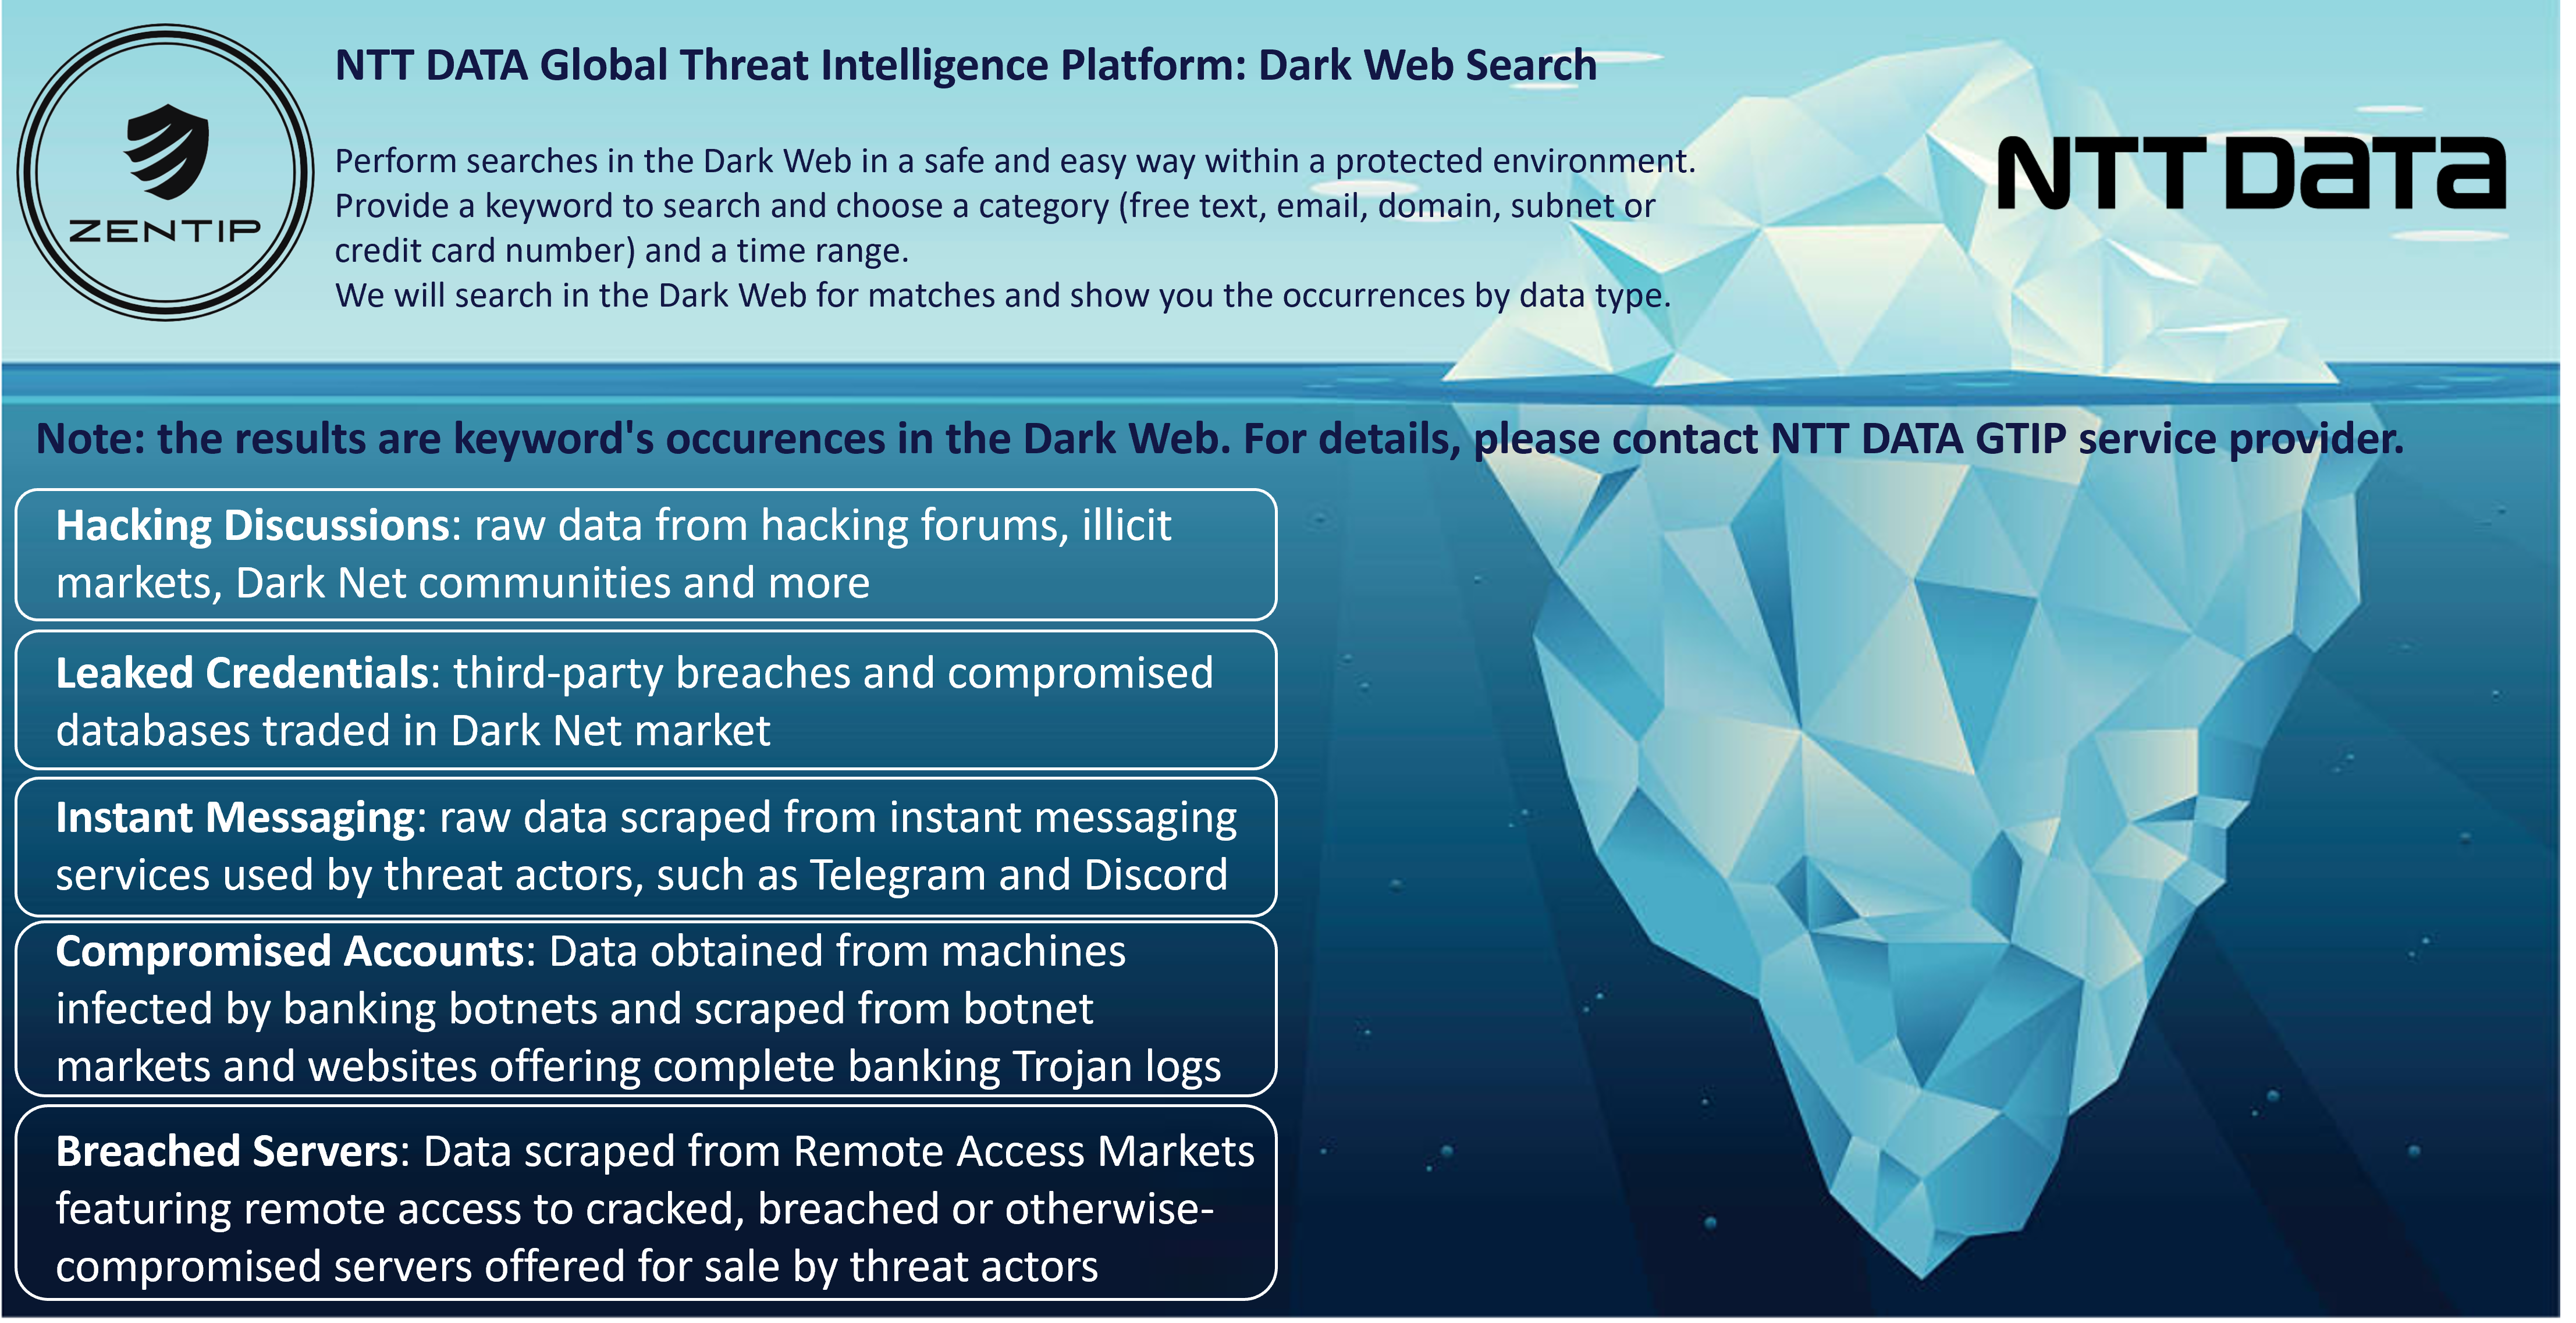 NTT DATA Global Threat Intelligence Platform: Dark Web Search
NTT DATA
ZENTIP
Perform searches in the Dark Web in a safe and easy way within a protected environment.
Provide a keyword to search and choose a category (free text, email, domain, subnet or
credit card number) and a time range.
We will search in the Dark Web for matches and show you the occurrences by data type.
Note: the results are keyword's occurences in the Dark Web. For details, please contact NTT DATA GTIP service provider.
Hacking Discussions: raw data from hacking forums, illicit
markets, Dark Net communities and more
Leaked Credentials: third-party breaches and compromised
databases traded in Dark Net market
Instant Messaging: raw data scraped from instant messaging
services used by threat actors, such as Telegram and Discord
Compromised Accounts: Data obtained from machines
infected by banking botnets and scraped from botnet
markets and websites offering complete banking Trojan logs
Breached Servers: Data scraped from Remote Access Markets
featuring remote access to cracked, breached or otherwise-
compromised servers offered for sale by threat actors